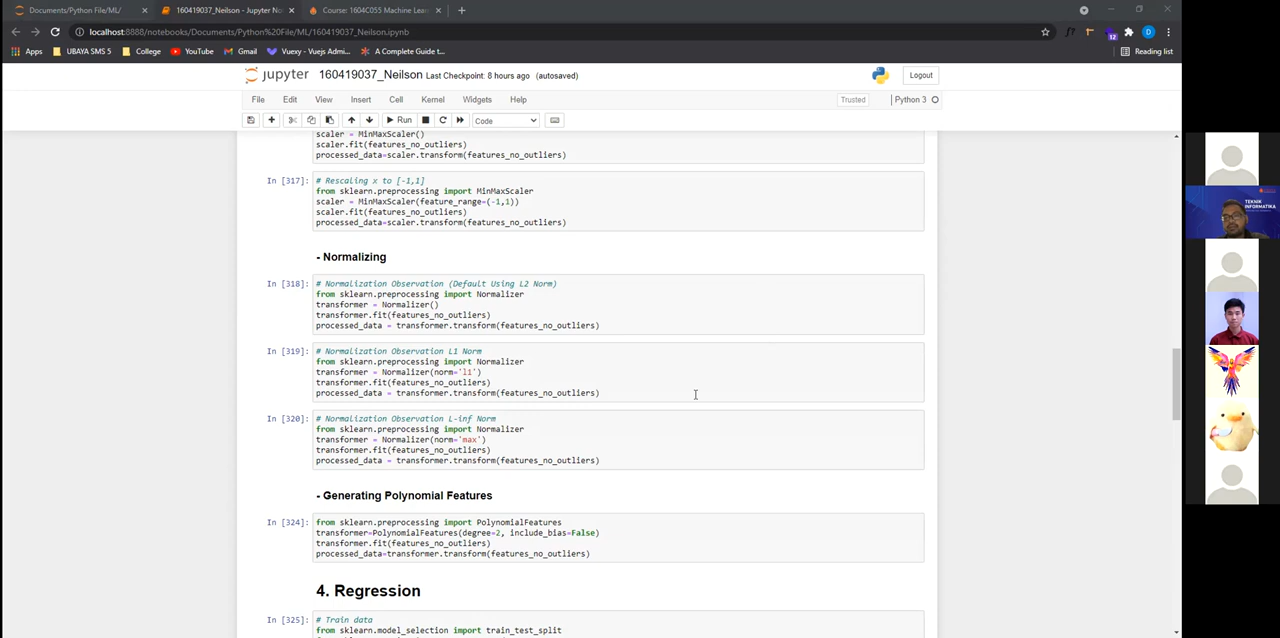 Documents/Python File/ML/
160419037_Neilson - Jupyter No
Course: 1604C055 Machine Lear
localhost:8888/notebooks/Documents/Python%20File/ML/160419037_Neilson.ipynb
12
D
Apps
UBAYA SMS 5
College
YouTube
Gmail
Vuexy - Vuejs Admi...
A Complete Guide t...
Reading list
jupyter 160419037_Neilson Last Checkpoint: 8 hours ago (autosaved)
Logout
File Edit View Insert Cell Kernel Widgets Help
Trusted
Python 3
Run
Code
scaler = MinMaxScaler()
scaler.fit(features_no_outliers)
processed_data=scaler.transform(features_no_outliers)
In [317]:
# Rescaling x to [-1,1]
from sklearn.preprocessing import MinMaxScaler
scaler = MinMaxScaler(feature_range=(-1,1))
scaler.fit(features_no_outliers)
processed_data=scaler.transform(features_no_outliers)
- Normalizing
In [318]:
# Normalization Observation (Default Using L2 Norm)
from sklearn.preprocessing import Normalizer
transformer = Normalizer()
transformer.fit(features_no_outliers)
processed_data = transformer.transform(features_no_outliers)
In [319]:
# Normalization Observation L1 Norm
from sklearn.preprocessing import Normalizer
transformer = Normalizer(norm='l1')
transformer.fit(features_no_outliers)
processed_data = transformer.transform(features_no_outliers)
In [320]:
# Normalization Observation L-inf Norm
from sklearn.preprocessing import Normalizer
transformer = Normalizer(norm='max')
transformer.fit(features_no_outliers)
processed_data = transformer.transform(features_no_outliers)
- Generating Polynomial Features
In [324]:
from sklearn.preprocessing import PolynomialFeatures
transformer=PolynomialFeatures(degree=2, include_bias=False)
transformer.fit(features_no_outliers)
processed_data=transformer.transform(features_no_outliers)
4. Regression
In [325]:
# Train data
from sklearn.model_selection import train_test_split
TEKNIK
INFORMATIKA